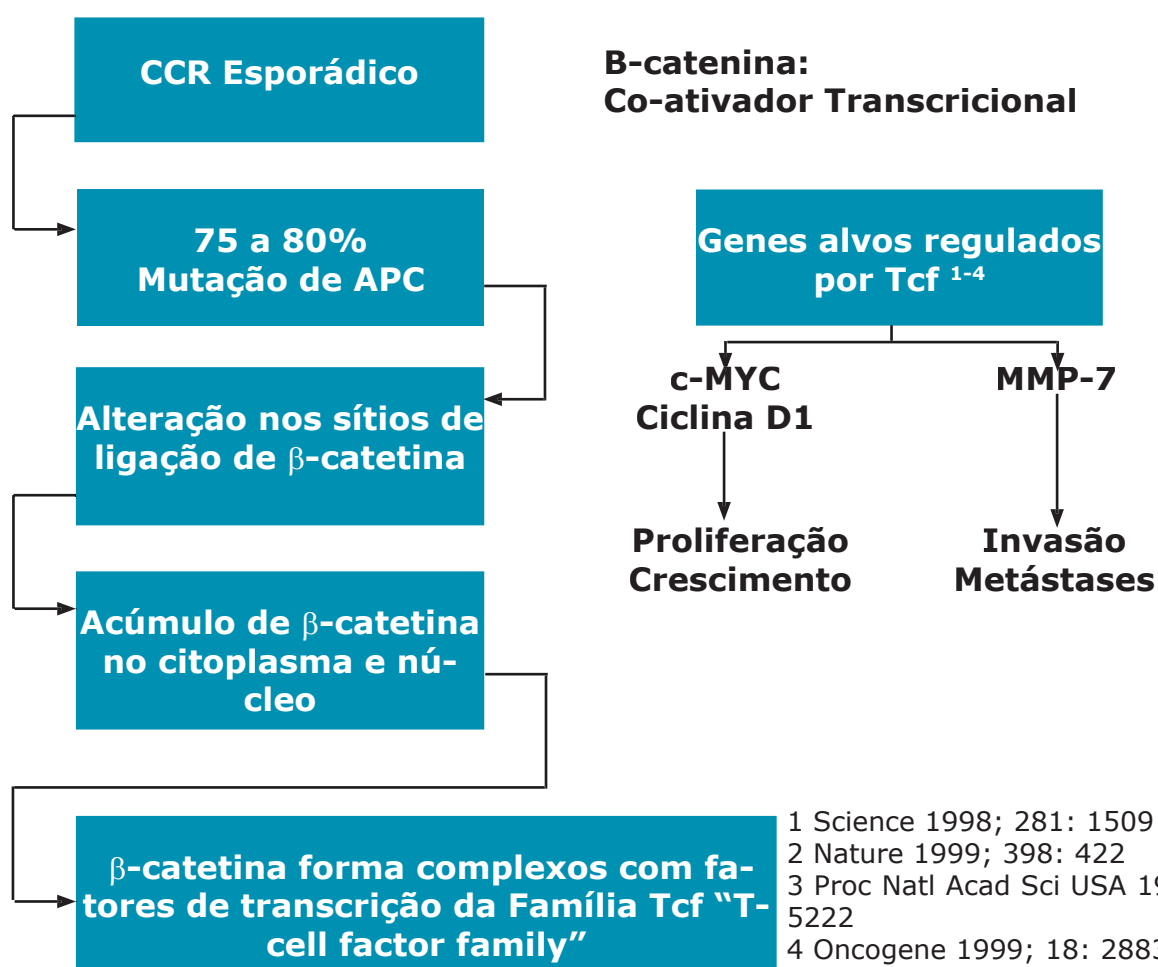 CCR Esporádico
75 a 80%
Mutação de APC
Alteração nos sítios de
ligação de β-catetina
Acúmulo de β-catetina
no citoplasma e nú-
cleo
β-catetina forma complexos com fa-
tores de transcrição da Família Tcf “T-
cell factor family”
B-catenina:
Co-ativador Transcricional
Genes alvos regulados
por Tcf ¹⁻⁴
c-MYC
Ciclina D1
MMP-7
Proliferação
Crescimento
Invasão
Metástases
1 Science 1998; 281: 1509
2 Nature 1999; 398: 422
3 Proc Natl Acad Sci USA
5222
4 Oncogene 1999; 18: 2883